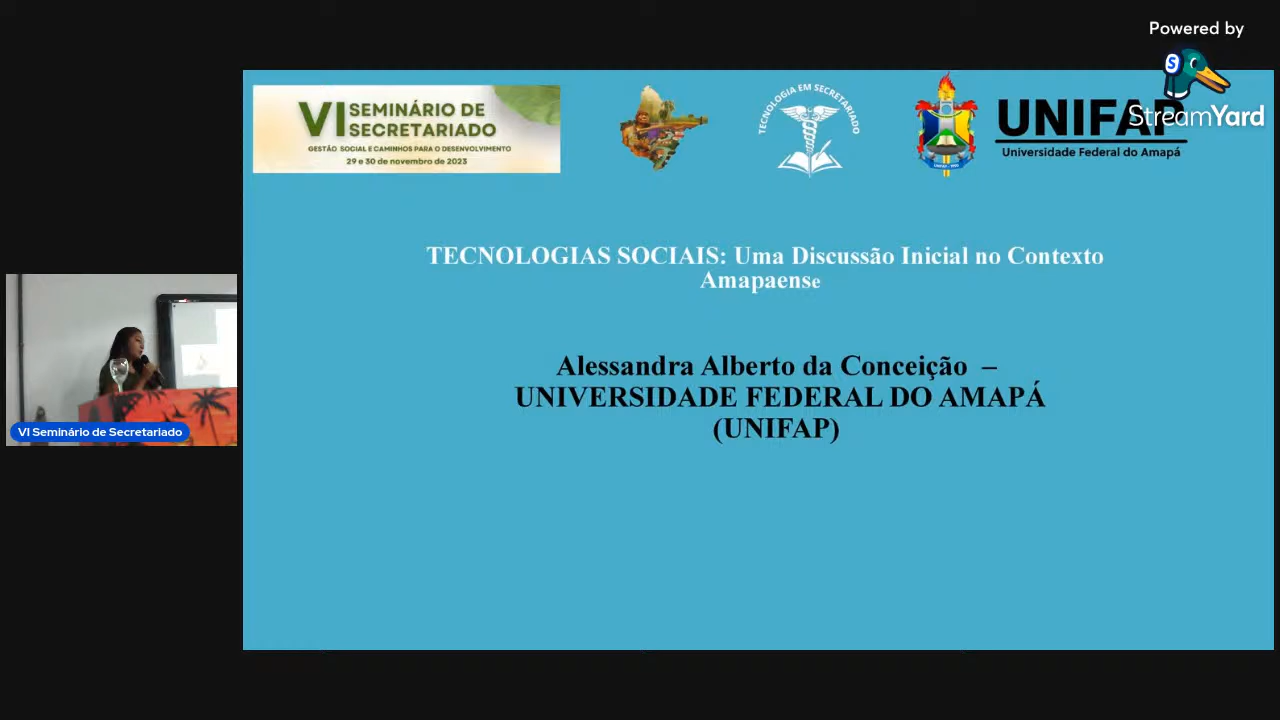 Powered by
StreamYard
VI SEMINÁRIO DE
SECRETARIADO
GESTÃO SOCIAL E CAMINHOS PARA O DESENVOLVIMENTO
29 e 30 de novembro de 2023
TECNOLOGIA EM SECRETARIADO
UNIFAP
Universidade Federal do Amapá
TECNOLOGIAS SOCIAIS: Uma Discussão Inicial no Contexto
Amapaense
Alessandra Alberto da Conceição –
UNIVERSIDADE FEDERAL DO AMAPÁ
(UNIFAP)
VI Seminário de Secretariado